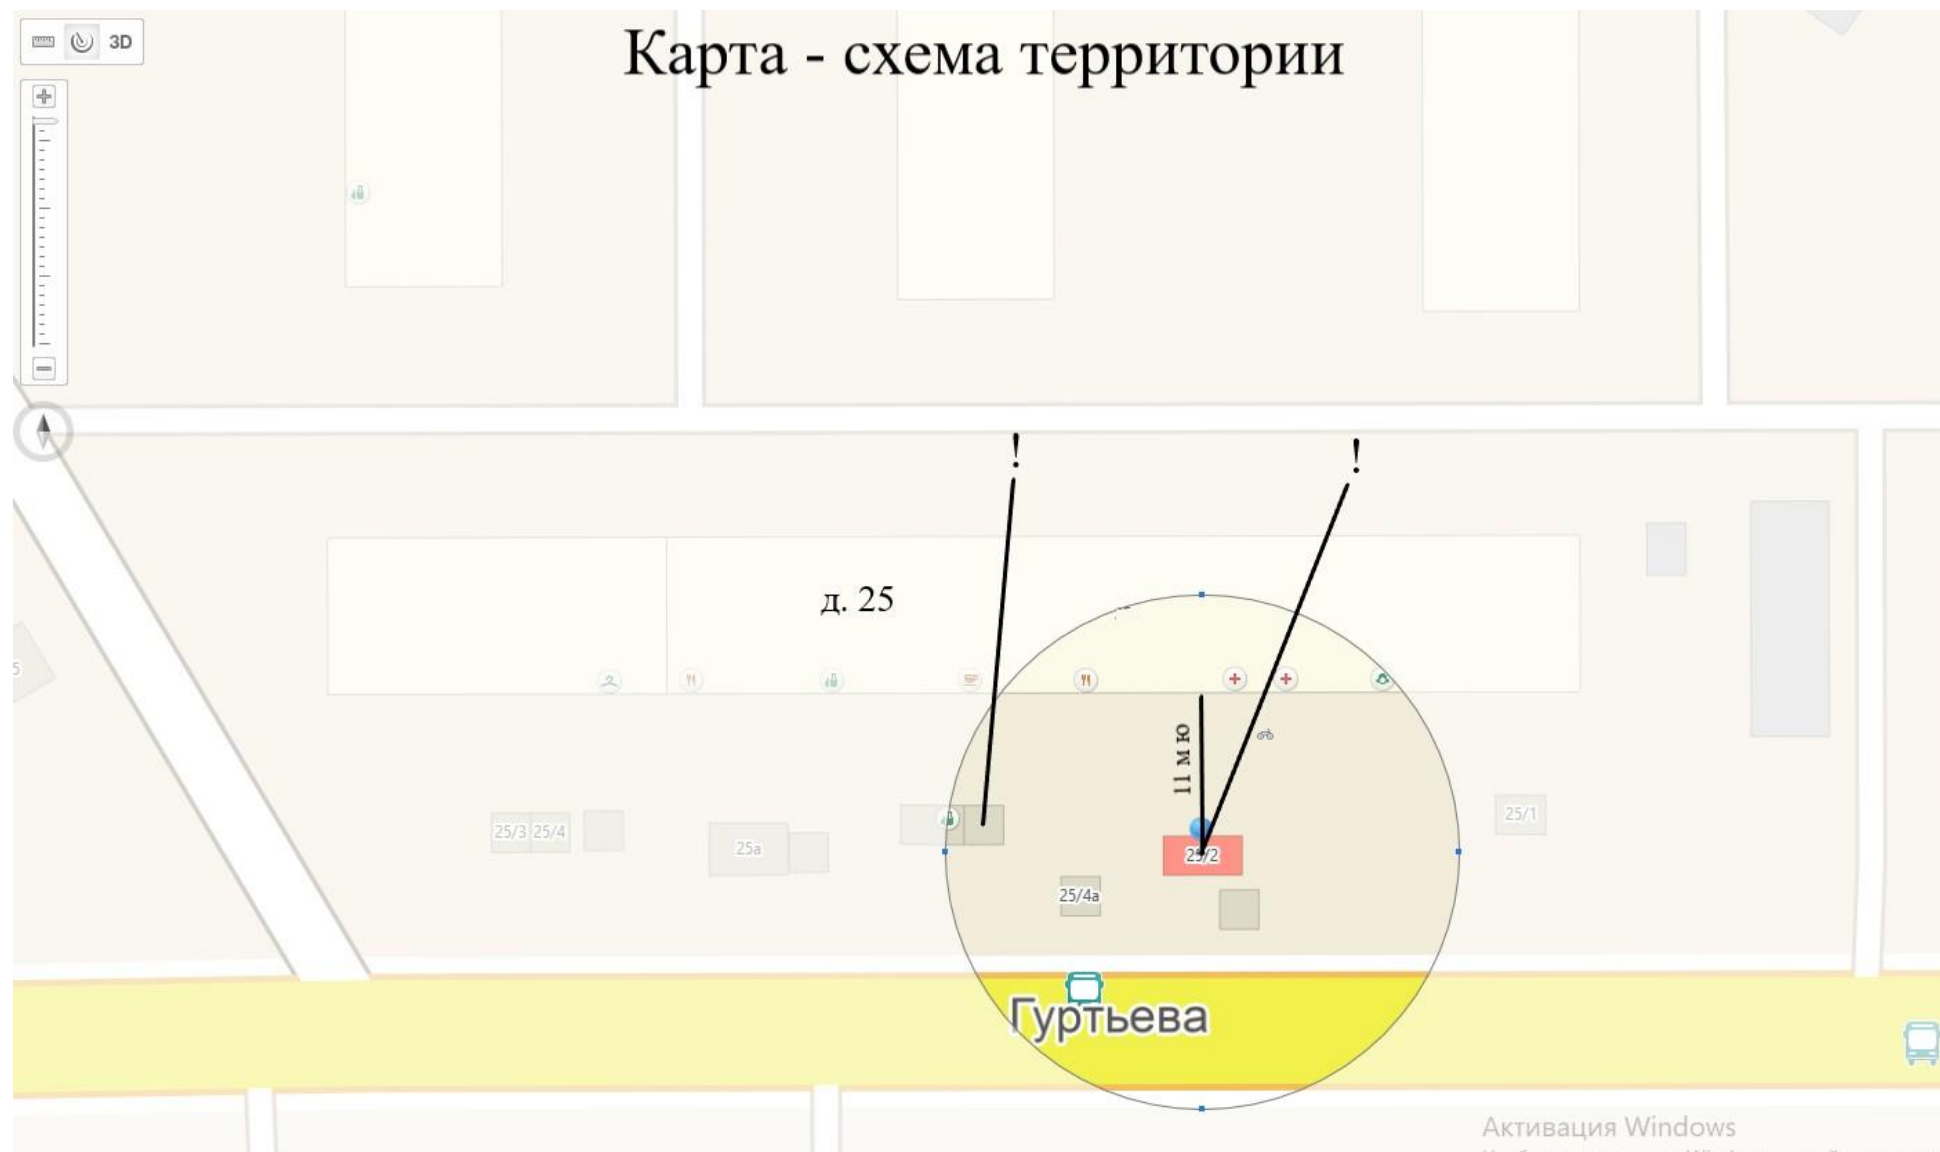 3D
Карта - схема территории
!
!
д. 25
11 м ю
25/3
25/4
25а
25/2
25/1
25/4а
Гуртьева
Активация Windows